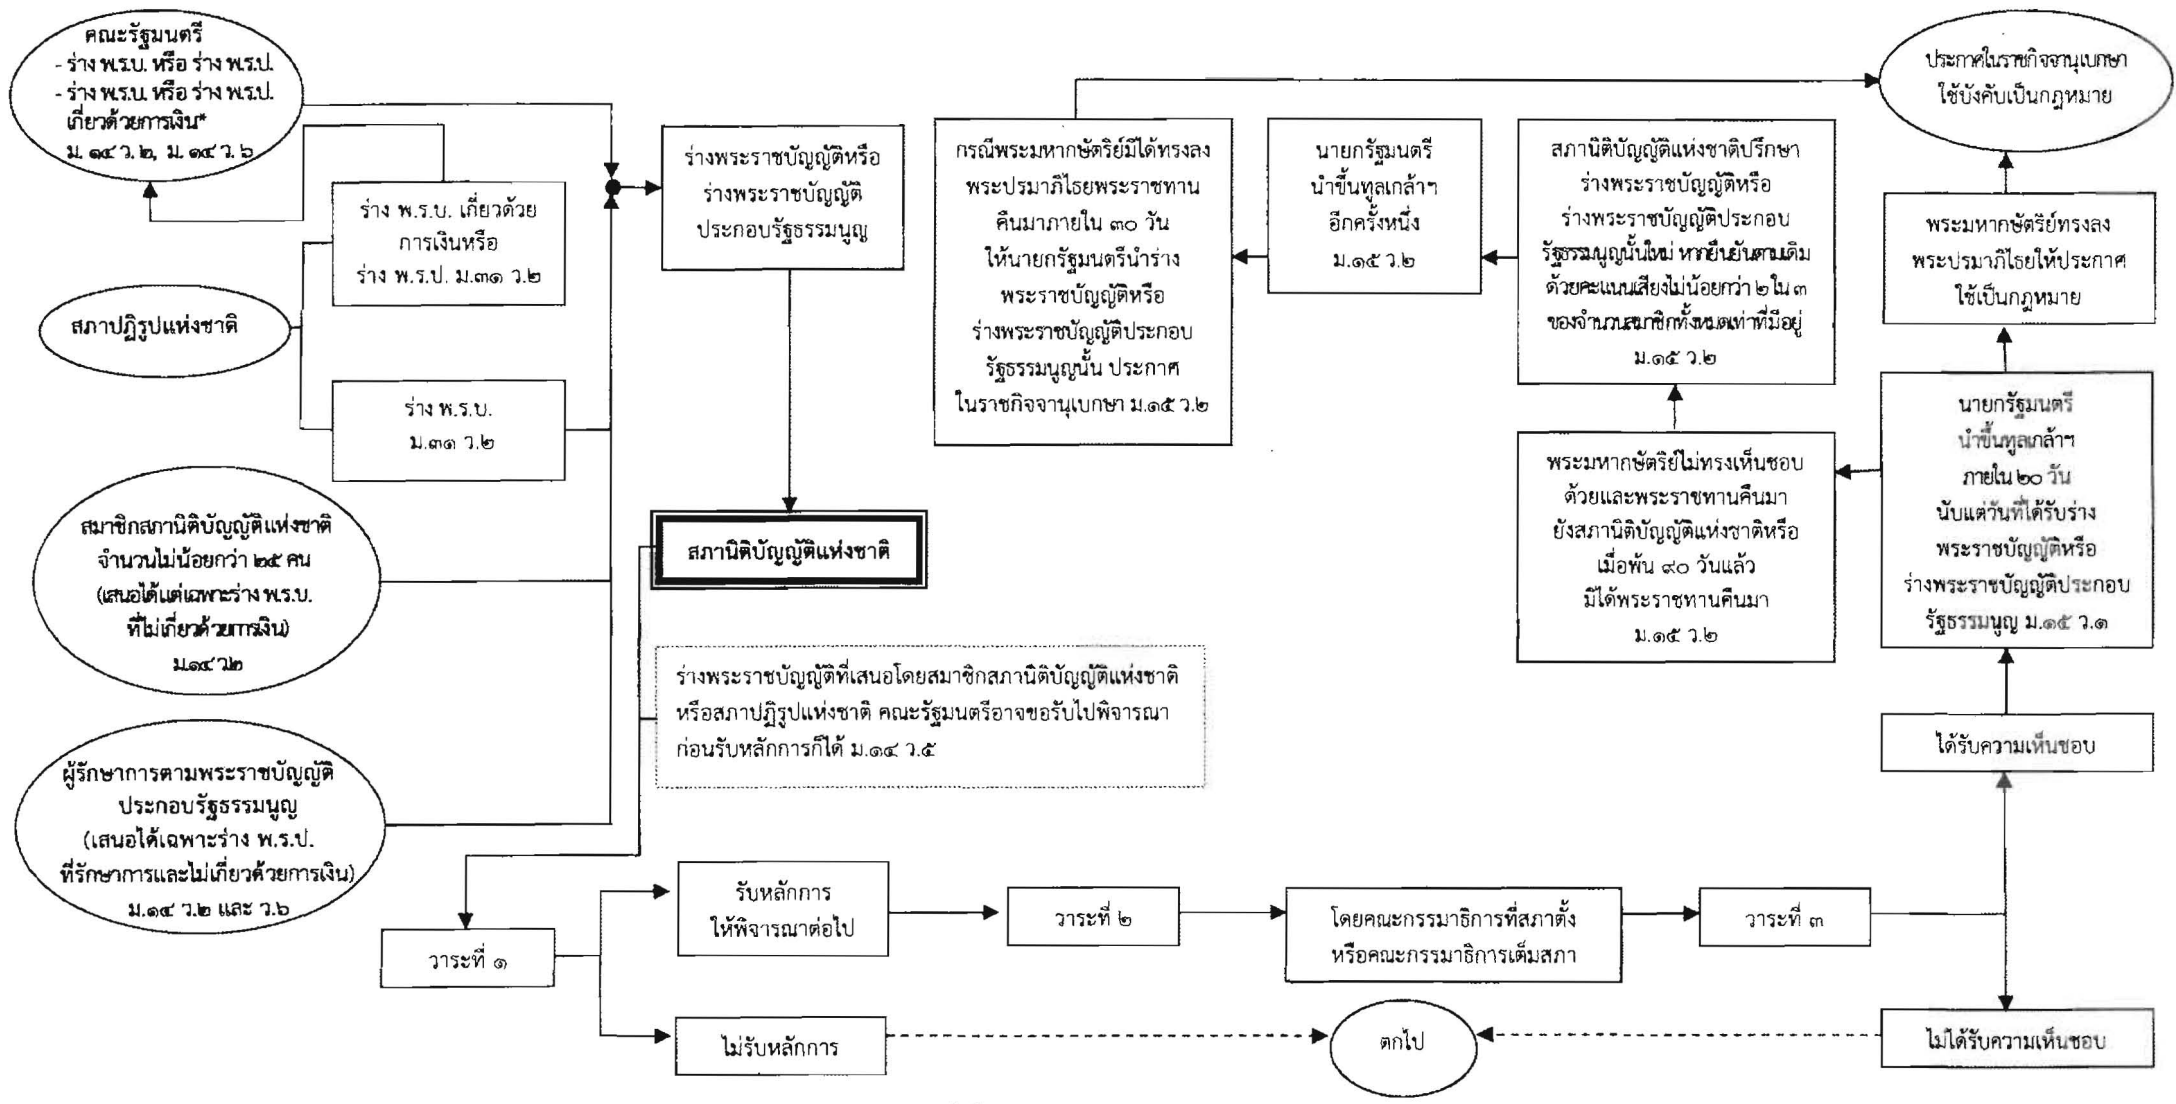 คณะรัฐมนตรี
- ร่าง พ.ร.บ. หรือ ร่าง พ.ร.ป.
- ร่าง พ.ร.บ. หรือ ร่าง พ.ร.ป.
เกี่ยวด้วยการเงิน*
ม. ๑๔ ว. ๒, ม. ๑๔ ว. ๖
ร่าง พ.ร.บ. เกี่ยวด้วย
การเงินหรือ
ร่าง พ.ร.ป. ม.๓๑ ว.๒
สภาปฏิรูปแห่งชาติ
ร่าง พ.ร.บ.
ม.๓๑ ว.๒
สมาชิกสภานิติบัญญัติแห่งชาติ
จำนวนไม่น้อยกว่า ๒๕ คน
(เสนอได้แต่เฉพาะร่าง พ.ร.บ.
ที่ไม่เกี่ยวด้วยการเงิน)
ม.๑๔ ว๒
ผู้รักษาการตามพระราชบัญญัติ
ประกอบรัฐธรรมนูญ
(เสนอได้เฉพาะร่าง พ.ร.ป.
ที่รักษาการและไม่เกี่ยวด้วยการเงิน)
ม.๑๔ ว.๒ และ ว.๖
ร่างพระราชบัญญัติหรือ
ร่างพระราชบัญญัติ
ประกอบรัฐธรรมนูญ
สภานิติบัญญัติแห่งชาติ
ร่างพระราชบัญญัติที่เสนอโดยสมาชิกสภานิติบัญญัติแห่งชาติ
หรือสภาปฏิรูปแห่งชาติ คณะรัฐมนตรีอาจขอรับไปพิจารณา
ก่อนรับหลักการก็ได้ ม.๑๔ ว.๕
วาระที่ ๑
รับหลักการ
ให้พิจารณาต่อไป
ไม่รับหลักการ
วาระที่ ๒
โดยคณะกรรมาธิการที่สภาตั้ง
หรือคณะกรรมาธิการเต็มสภา
วาระที่ ๓
ตกไป
ไม่ได้รับความเห็นชอบ
ได้รับความเห็นชอบ
นายกรัฐมนตรี
นำขึ้นทูลเกล้าฯ
ภายใน ๒๐ วัน
นับแต่วันที่ได้รับร่าง
พระราชบัญญัติหรือ
ร่างพระราชบัญญัติประกอบ
รัฐธรรมนูญ ม.๑๕ ว.๑
พระมหากษัตริย์ทรงลง
พระปรมาภิไธยให้ประกาศ
ใช้เป็นกฎหมาย
ประกาศในราชกิจจานุเบกษา
ใช้บังคับเป็นกฎหมาย
พระมหากษัตริย์ไม่ทรงเห็นชอบ
ด้วยและพระราชทานคืนมา
ยังสภานิติบัญญัติแห่งชาติหรือ
เมื่อพ้น ๙๐ วันแล้ว
มิได้พระราชทานคืนมา
ม.๑๕ ว.๒
สภานิติบัญญัติแห่งชาติปรึกษา
ร่างพระราชบัญญัติหรือ
ร่างพระราชบัญญัติประกอบ
รัฐธรรมนูญนั้นใหม่ หากยืนยันตามเดิม
ด้วยคะแนนเสียงไม่น้อยกว่า ๒ ใน ๓
ของจำนวนสมาชิกทั้งหมดเท่าที่มีอยู่
ม.๑๕ ว.๒
นายกรัฐมนตรี
นำขึ้นทูลเกล้าฯ
อีกครั้งหนึ่ง
ม.๑๕ ว.๒
กรณีพระมหากษัตริย์มิได้ทรงลง
พระปรมาภิไธยพระราชทาน
คืนมาภายใน ๓๐ วัน
ให้นายกรัฐมนตรีนำร่าง
พระราชบัญญัติหรือ
ร่างพระราชบัญญัติประกอบ
รัฐธรรมนูญนั้น ประกาศ
ในราชกิจจานุเบกษา ม.๑๕ ว.๒